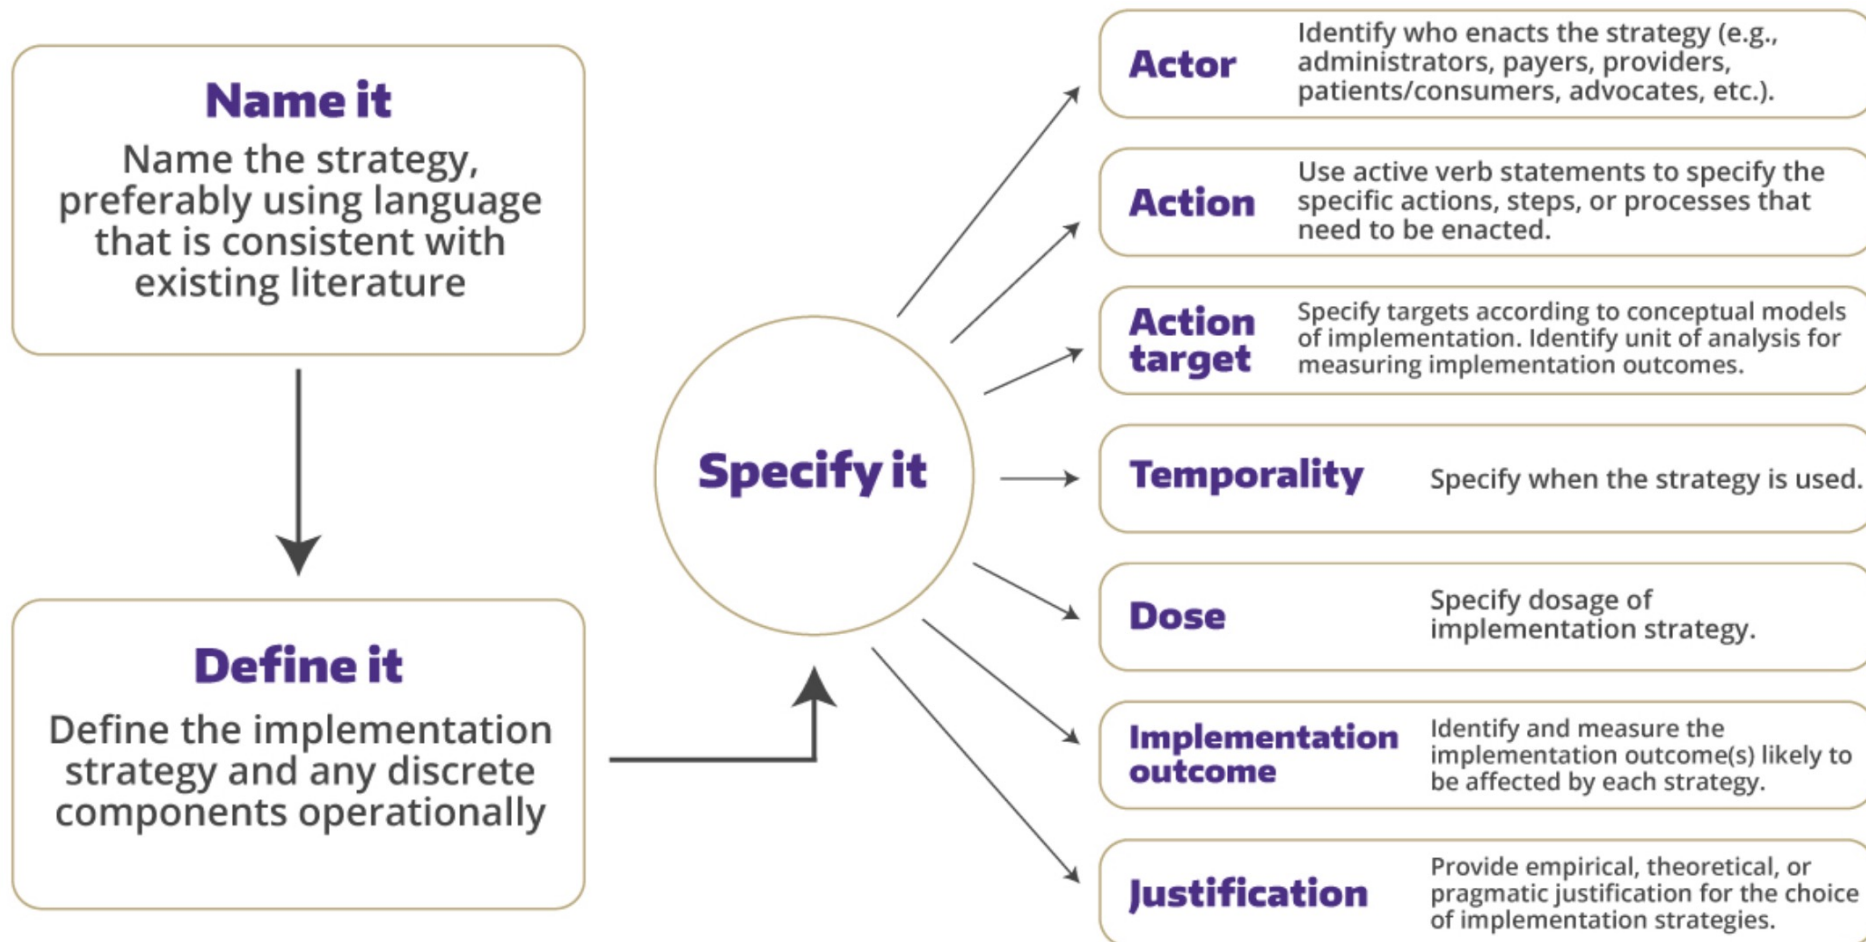 Name it
Name the strategy,
preferably using language
that is consistent with
existing literature
Define it
Define the implementation
strategy and any discrete
components operationally
Specify it
Actor
Identify who enacts the strategy (e.g.,
administrators, payers, providers,
patients/consumers, advocates, etc.).
Action
Use active verb statements to specify the
specific actions, steps, or processes that
need to be enacted.
Action
target
Specify targets according to conceptual models
of implementation. Identify unit of analysis for
measuring implementation outcomes.
Temporality
Specify when the strategy is used.
Dose
Specify dosage of
implementation strategy.
Implementation
outcome
Identify and measure the
implementation outcome(s) likely to
be affected by each strategy.
Justification
Provide empirical, theoretical, or
pragmatic justification for the choice
of implementation strategies.